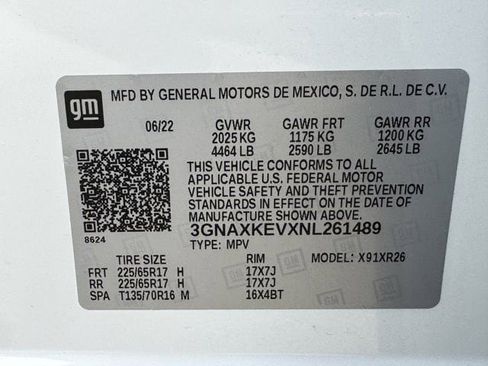 gm
MFD BY GENERAL MOTORS DE MEXICO, S. DE R.L. DE C.V.
06/22 GVWR GAWR FRT GAWR RR
2025 KG 1175 KG 1200 KG
4464 LB 2590 LB 2645 LB
THIS VEHICLE CONFORMS TO ALL
APPLICABLE U.S. FEDERAL MOTOR
VEHICLE SAFETY AND THEFT PREVENTION
STANDARDS IN EFFECT ON THE DATE OF
MANUFACTURE SHOWN ABOVE.
3GNAXKEVXNL261489
8624
TYPE: MPV
TIRE SIZE RIM MODEL: X91XR26
FRT 225/65R17 H 17X7J
RR 225/65R17 H 17X7J
SPA T135/70R16 M 16X4BT